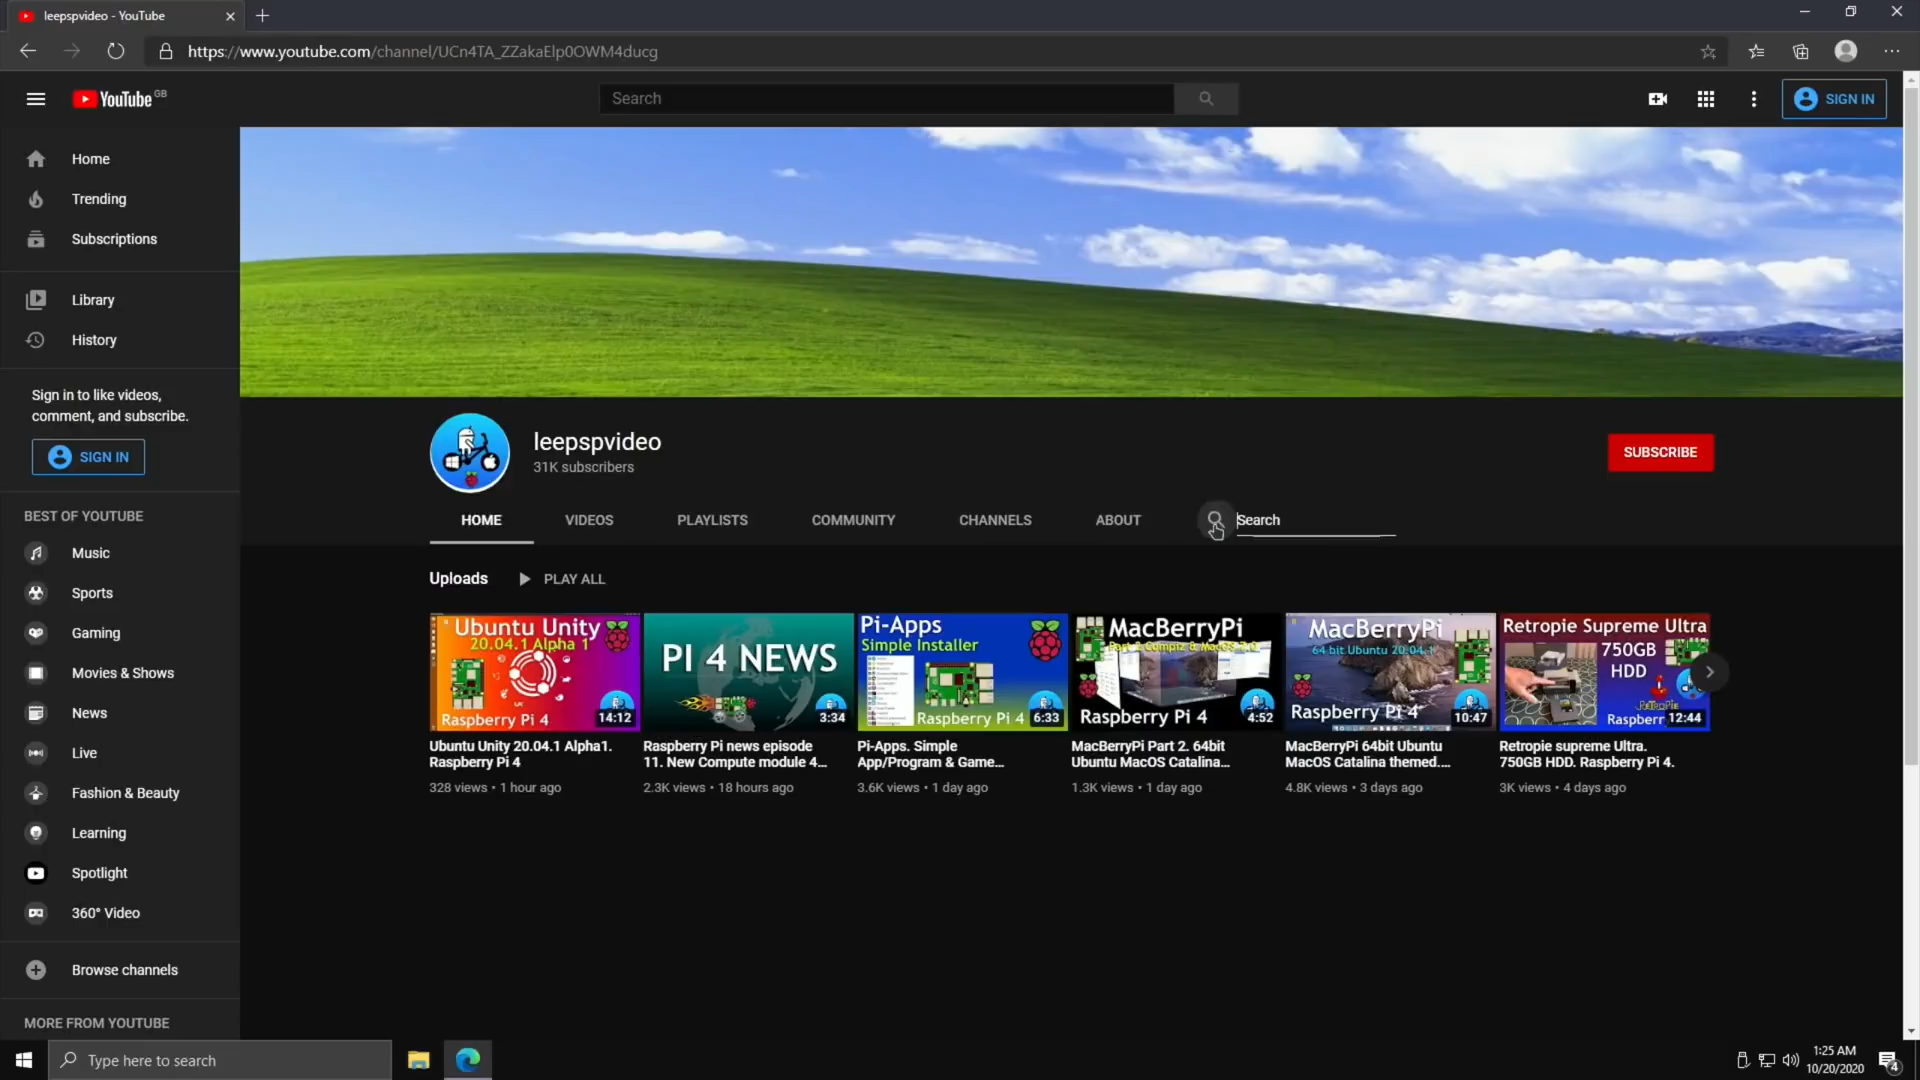 leepspvideo - YouTube
https://www.youtube.com/channel/UCn4TA_ZZakaElp0OWM4ducg
YouTube GB
Search
SIGN IN
Home
Trending
Subscriptions
Library
History
Sign in to like videos,
comment, and subscribe.
SIGN IN
BEST OF YOUTUBE
Music
Sports
Gaming
Movies & Shows
News
Live
Fashion & Beauty
Learning
Spotlight
360° Video
Browse channels
MORE FROM YOUTUBE
leepspvideo
31K subscribers
SUBSCRIBE
HOME VIDEOS PLAYLISTS COMMUNITY CHANNELS ABOUT Search
Uploads PLAY ALL
Ubuntu Unity
20.04.1 Alpha 1
Raspberry Pi 4
14:12
Ubuntu Unity 20.04.1 Alpha1.
Raspberry Pi 4
328 views • 1 hour ago
PI 4 NEWS
3:34
Raspberry Pi news episode
11. New Compute module 4...
2.3K views • 18 hours ago
Pi-Apps
Simple Installer
Raspberry Pi 4
6:33
Pi-Apps. Simple
App/Program & Game...
3.6K views • 1 day ago
MacBerryPi
Raspberry Pi 4
4:52
MacBerryPi Part 2. 64bit
Ubuntu MacOS Catalina...
1.3K views • 1 day ago
MacBerryPi
64 bit Ubuntu 20.04.1
Raspberry Pi 4
10:47
MacBerryPi 64bit Ubuntu
MacOS Catalina themed....
4.8K views • 3 days ago
Retropie Supreme Ultra
750GB
HDD
Raspberr
12:44
Retropie supreme Ultra.
750GB HDD. Raspberry Pi 4.
3K views • 4 days ago
Type here to search
1:25 AM
10/20/2020
4